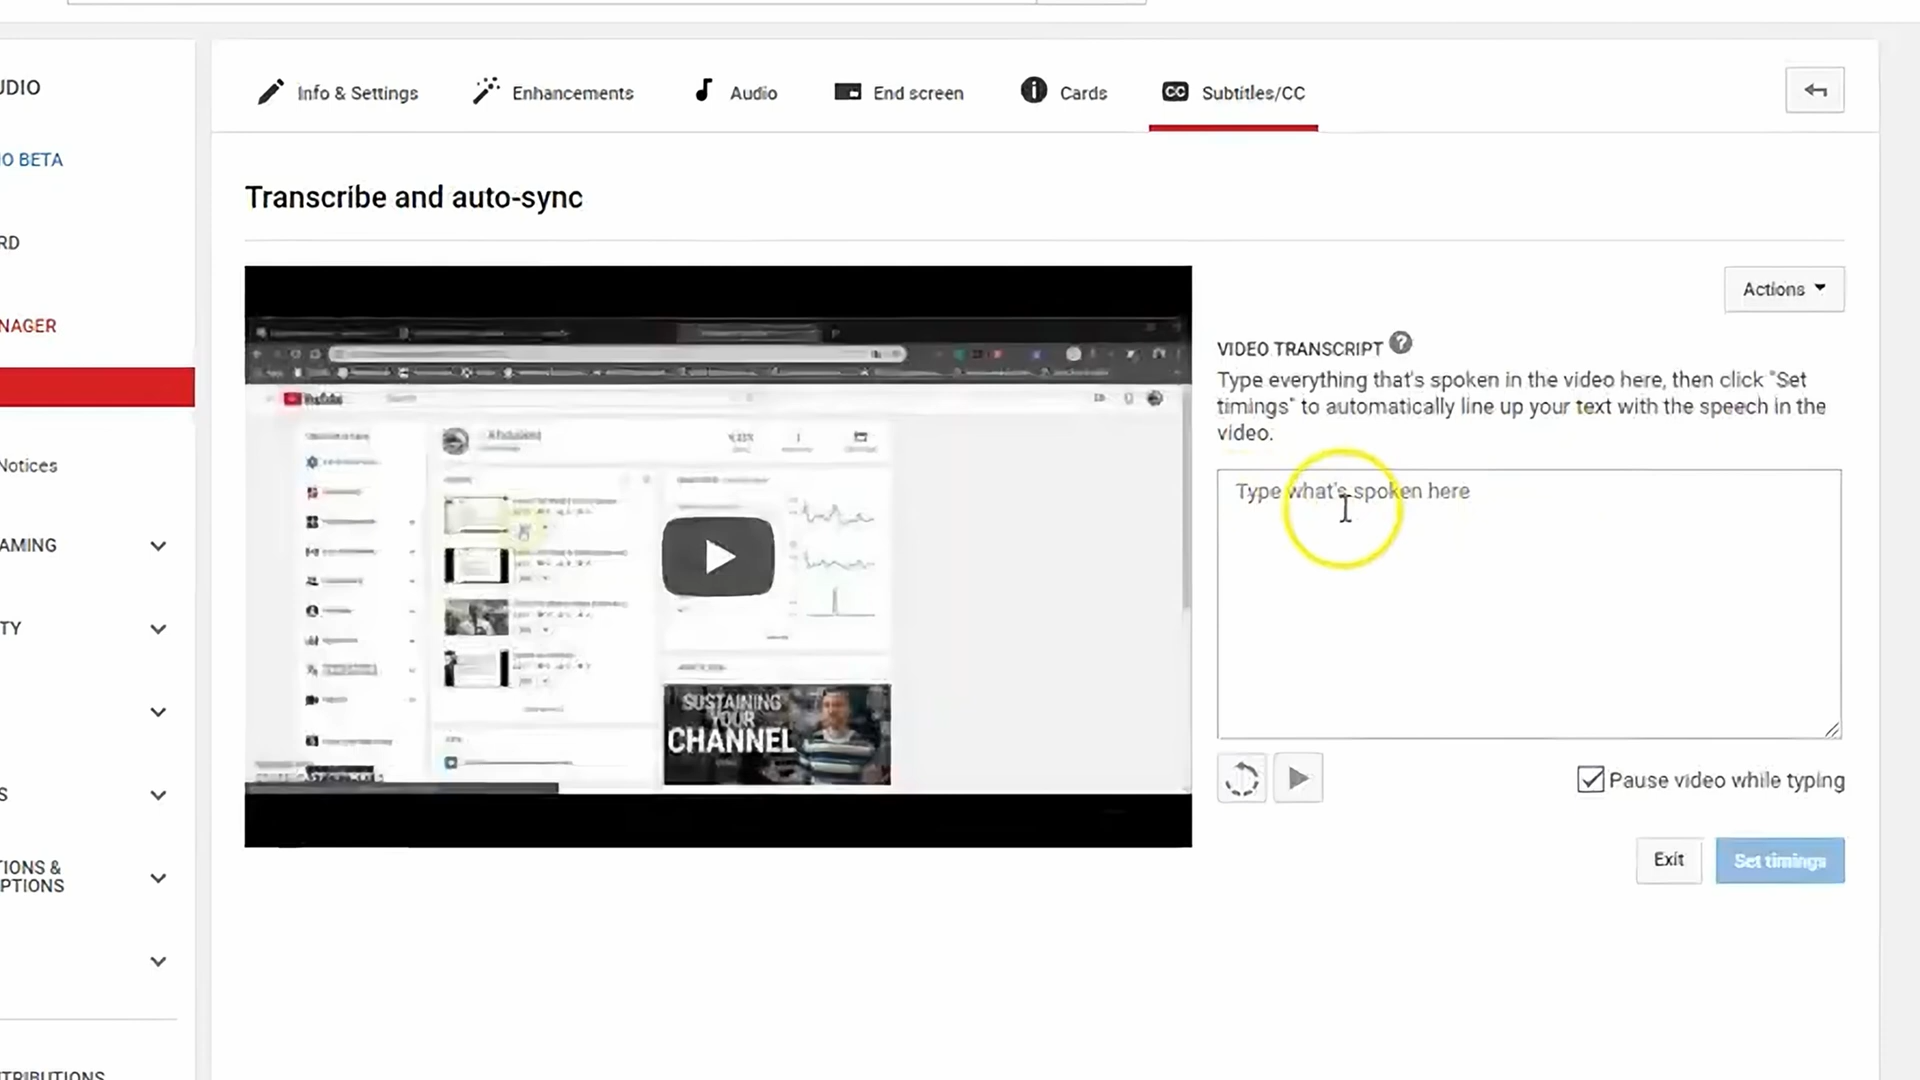 UDIO
Info & Settings
Enhancements
Audio
End screen
Cards
CC Subtitles/CC
O BETA
Transcribe and auto-sync
RD
NAGER
Actions
VIDEO TRANSCRIPT ?
Type everything that's spoken in the video here, then click "Set
timings" to automatically line up your text with the speech in the
video.
Notices
Type what's spoken here
AMING
TY
YouTube
SUSTAINING
YOUR
CHANNEL
S
Pause video while typing
TIONS &
PTIONS
Exit
Set timings
TRIBUTIONS